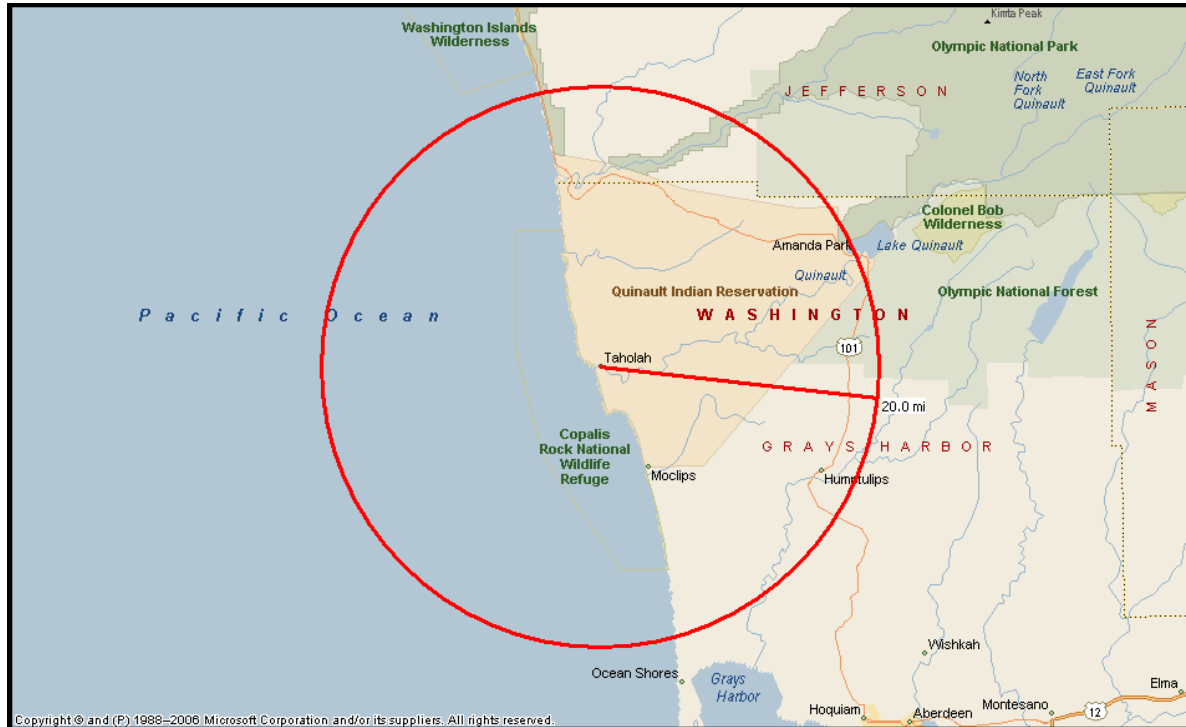 Kimta Peak
Washington Islands
Wilderness
Olympic National Park
North
Fork
Quinault
East Fork
Quinault
JEFFERSON
Colonel Bob
Wilderness
Amanda Park
Lake Quinault
Quinault
Quinault Indian Reservation
Olympic National Forest
Pacific Ocean
WASHINGTON
MASON
101
Taholah
20.0 mi
Copalis
Rock National
Wildlife
Refuge
GRAYS HARBOR
Moclips
Humptulips
Wishkah
Ocean Shores
Grays
Harbor
Elma
Montesano
12
Hoquiam
Aberdeen
Copyright © and (P) 1988–2006 Microsoft Corporation and/or its suppliers. All rights reserved.